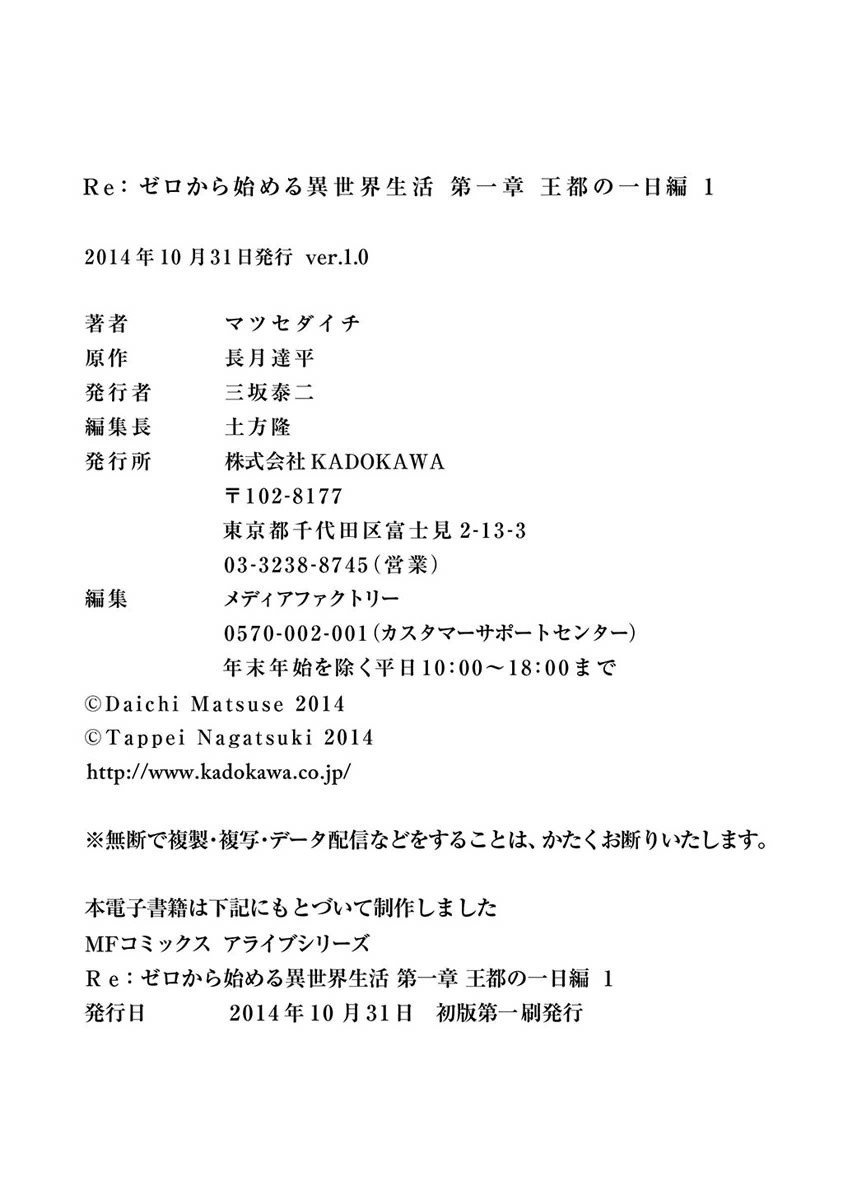 Re：ゼロから始める異世界生活 第一章 王都の一日編 1
2014年10月31日発行 ver.1.0
著者 マツセダイチ
原作 長月達平
発行者 三坂泰二
編集長 土方隆
発行所 株式会社KADOKAWA
〒102-8177
東京都千代田区富士見2-13-3
03-3238-8745（営業）
編集 メディアファクトリー
0570-002-001（カスタマーサポートセンター）
年末年始を除く平日10：00～18：00まで
©Daichi Matsuse 2014
©Tappei Nagatsuki 2014
http://www.kadokawa.co.jp/
※無断で複製・複写・データ配信などをすることは、かたくお断りいたします。
本電子書籍は下記にもとづいて制作しました
MFコミックス アライブシリーズ
Re：ゼロから始める異世界生活 第一章 王都の一日編 1
発行日 2014年10月31日 初版第一刷発行